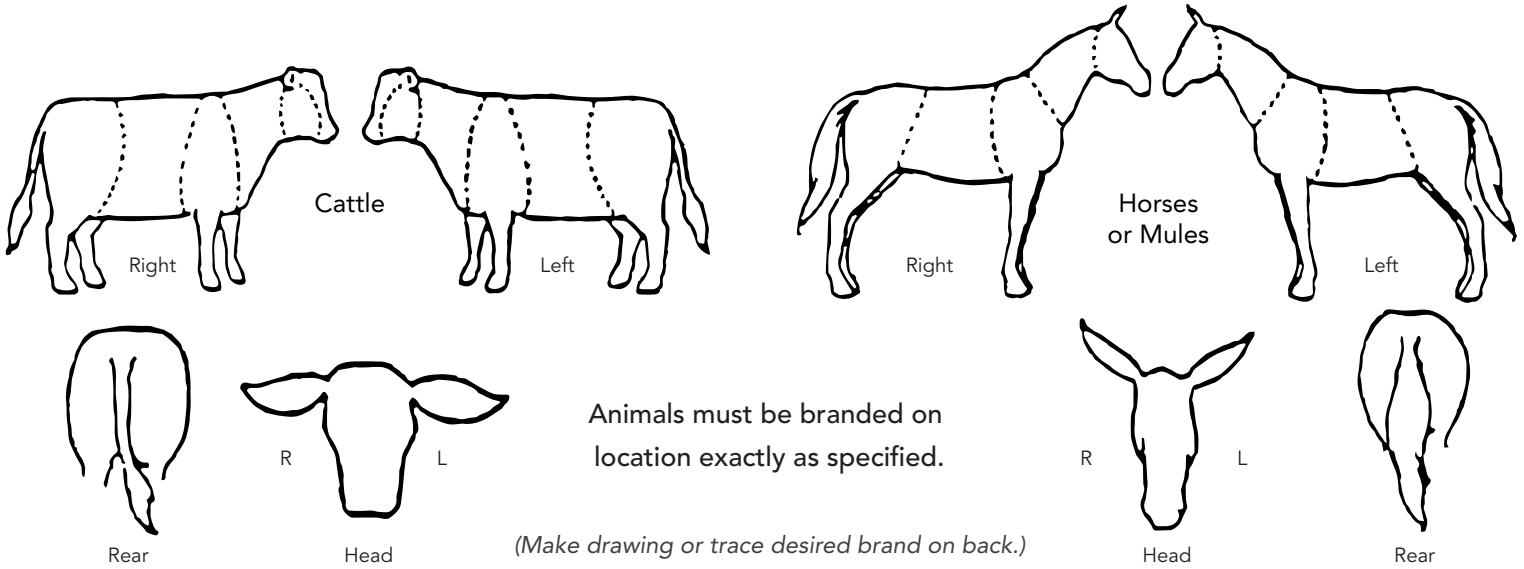 Cattle
Horses
or Mules
Right
Left
Right
Left
Animals must be branded on
location exactly as specified.
R
L
R
L
(Make drawing or trace desired brand on back.)
Rear
Head
Head
Rear